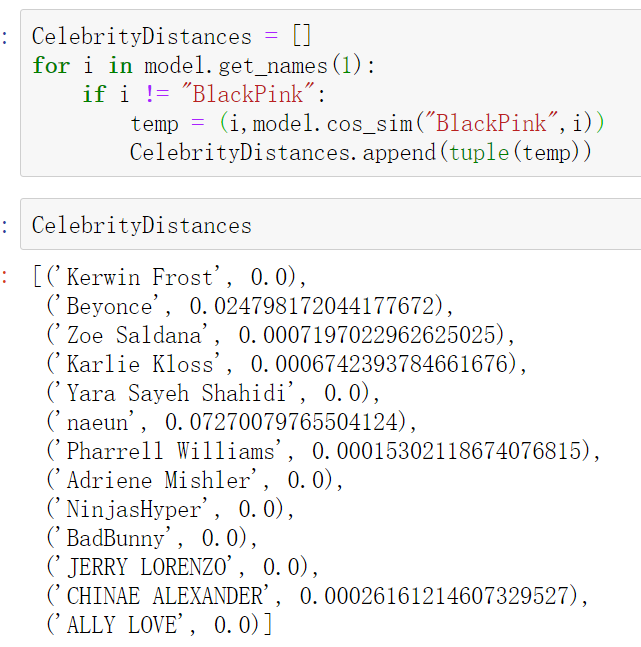 : CelebrityDistances = []
for i in model.get_names(1):
    if i != "BlackPink":
        temp = (i,model.cos_sim("BlackPink",i))
        CelebrityDistances.append(tuple(temp))
: CelebrityDistances
: [('Kerwin Frost', 0.0),
 ('Beyonce', 0.024798172044177672),
 ('Zoe Saldana', 0.0007197022962625025),
 ('Karlie Kloss', 0.0006742393784661676),
 ('Yara Sayeh Shahidi', 0.0),
 ('naeun', 0.07270079765504124),
 ('Pharrell Williams', 0.00015302118674076815),
 ('Adriene Mishler', 0.0),
 ('NinjasHyper', 0.0),
 ('BadBunny', 0.0),
 ('JERRY LORENZO', 0.0),
 ('CHINAE ALEXANDER', 0.00026161214607329527),
 ('ALLY LOVE', 0.0)]